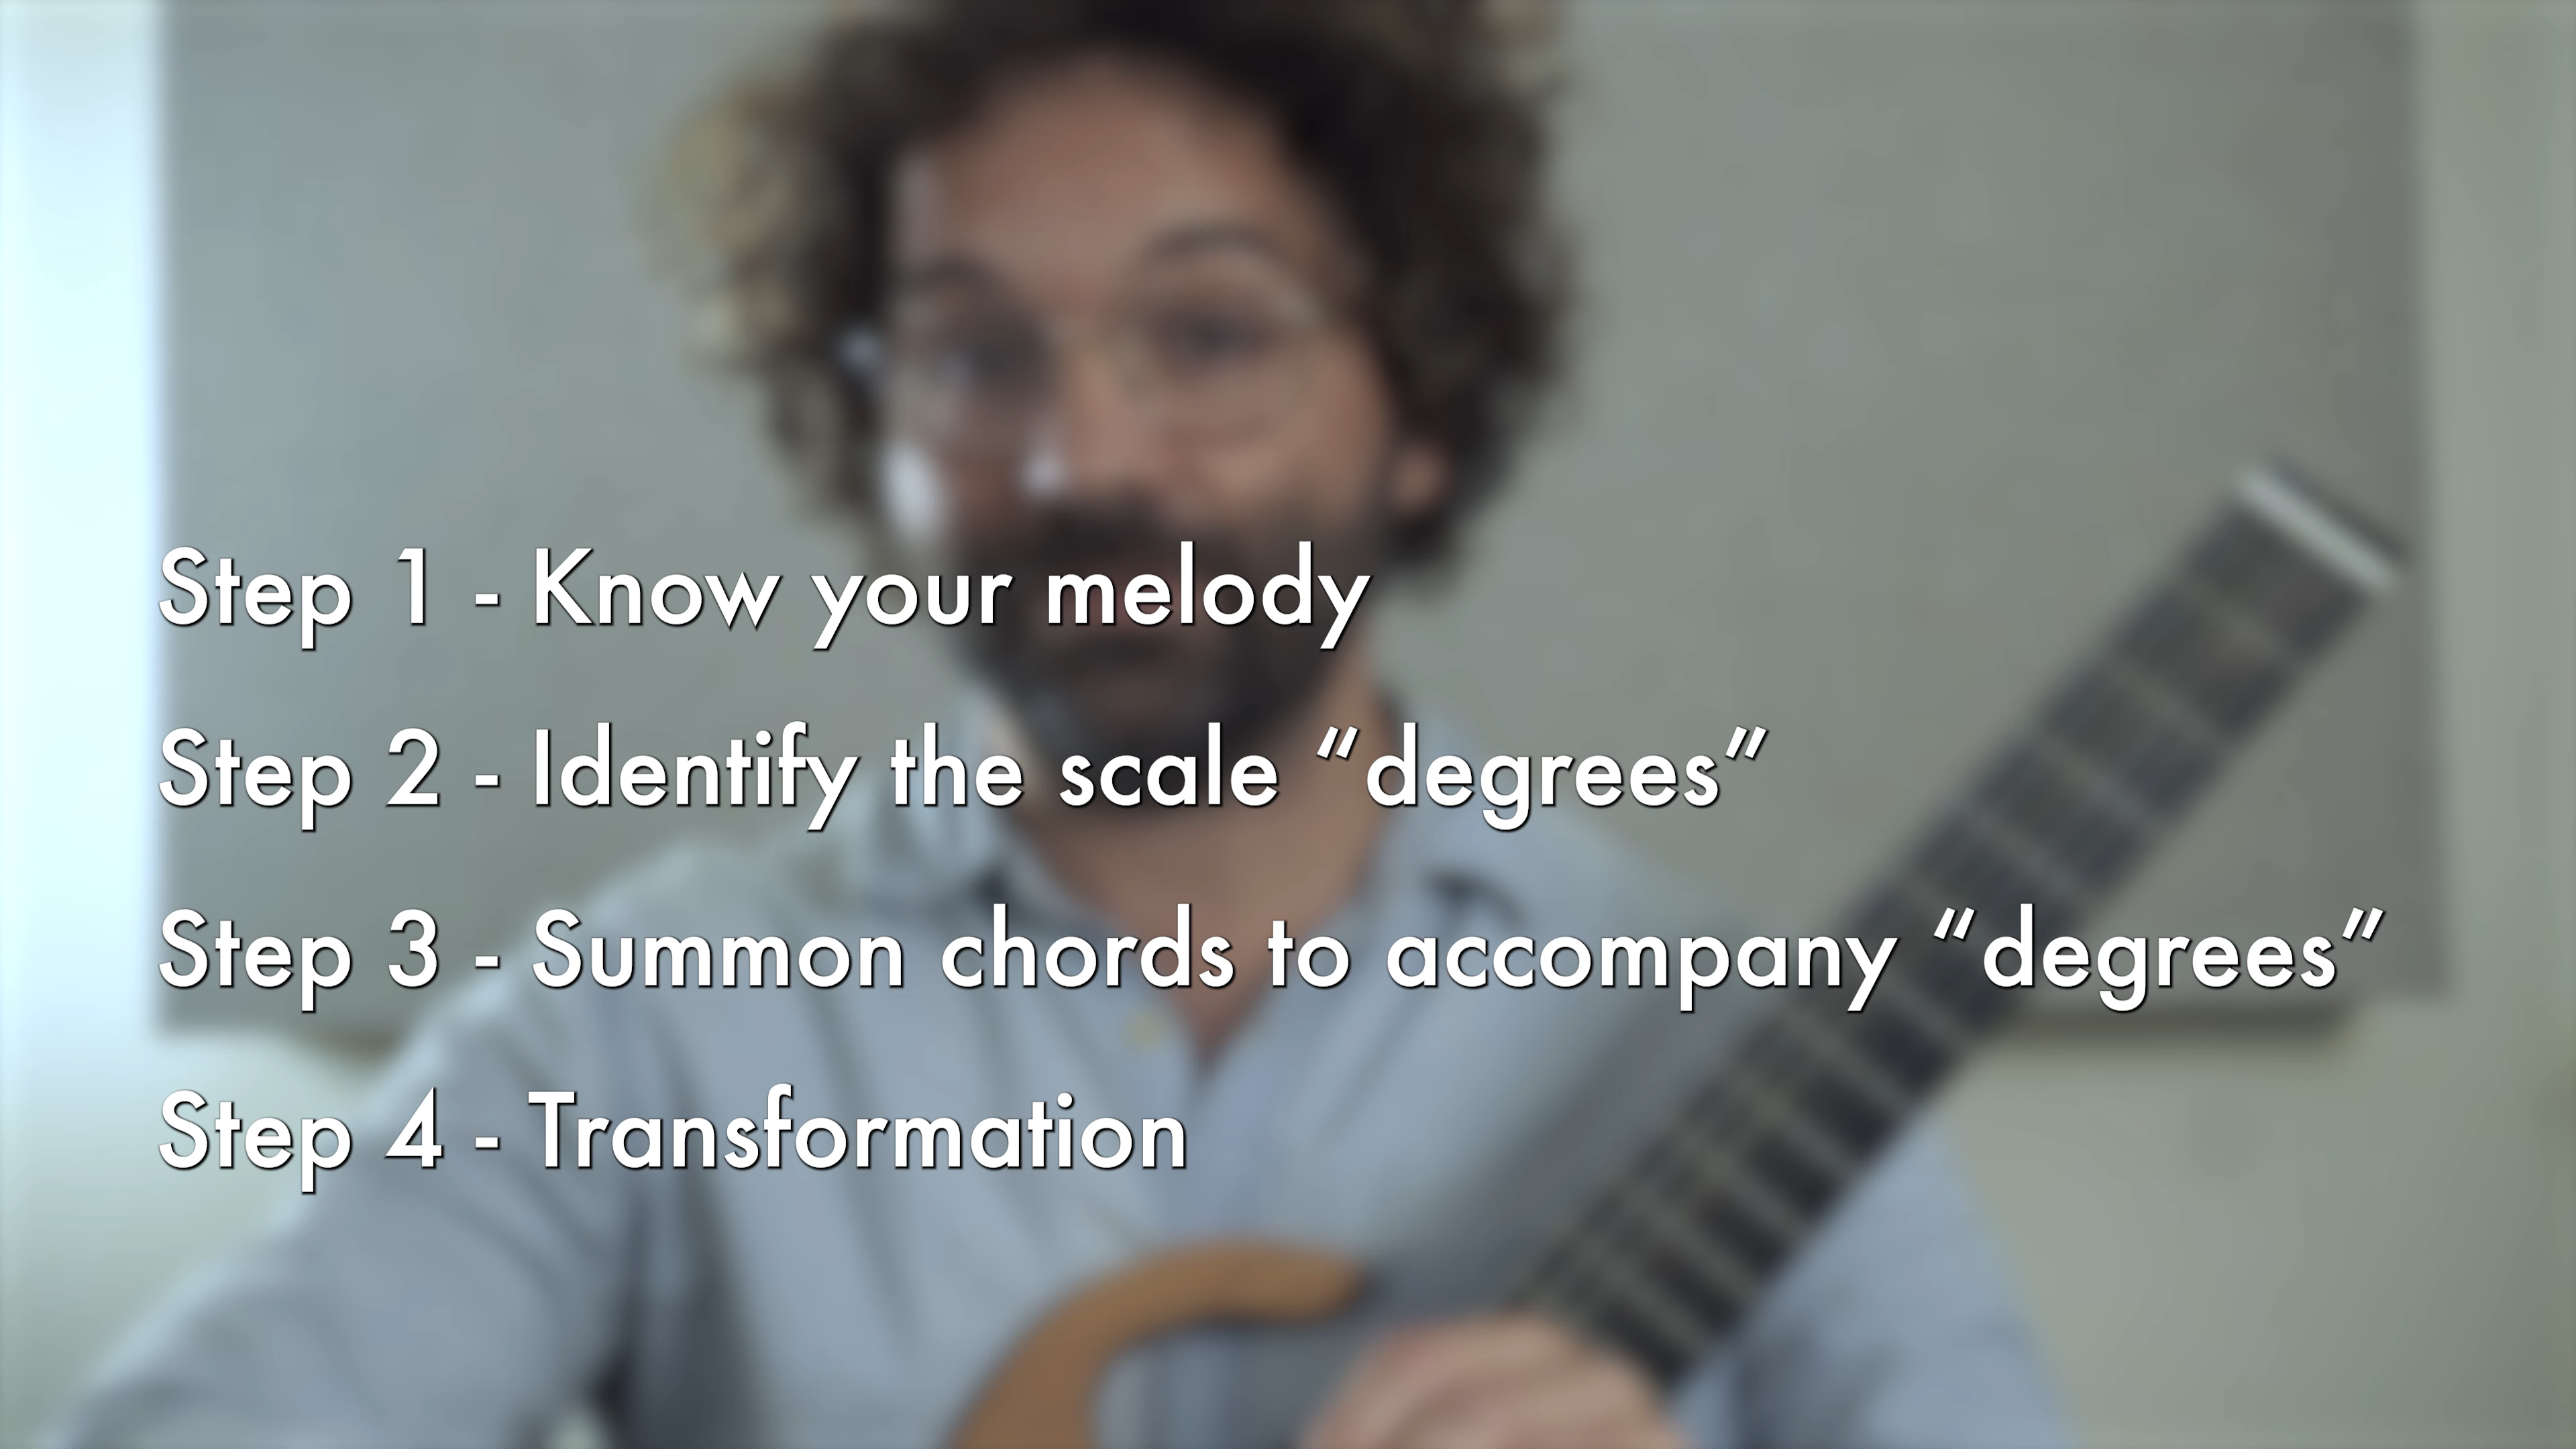 Step 1 - Know your melody
Step 2 - Identify the scale “degrees”
Step 3 - Summon chords to accompany “degrees”
Step 4 - Transformation